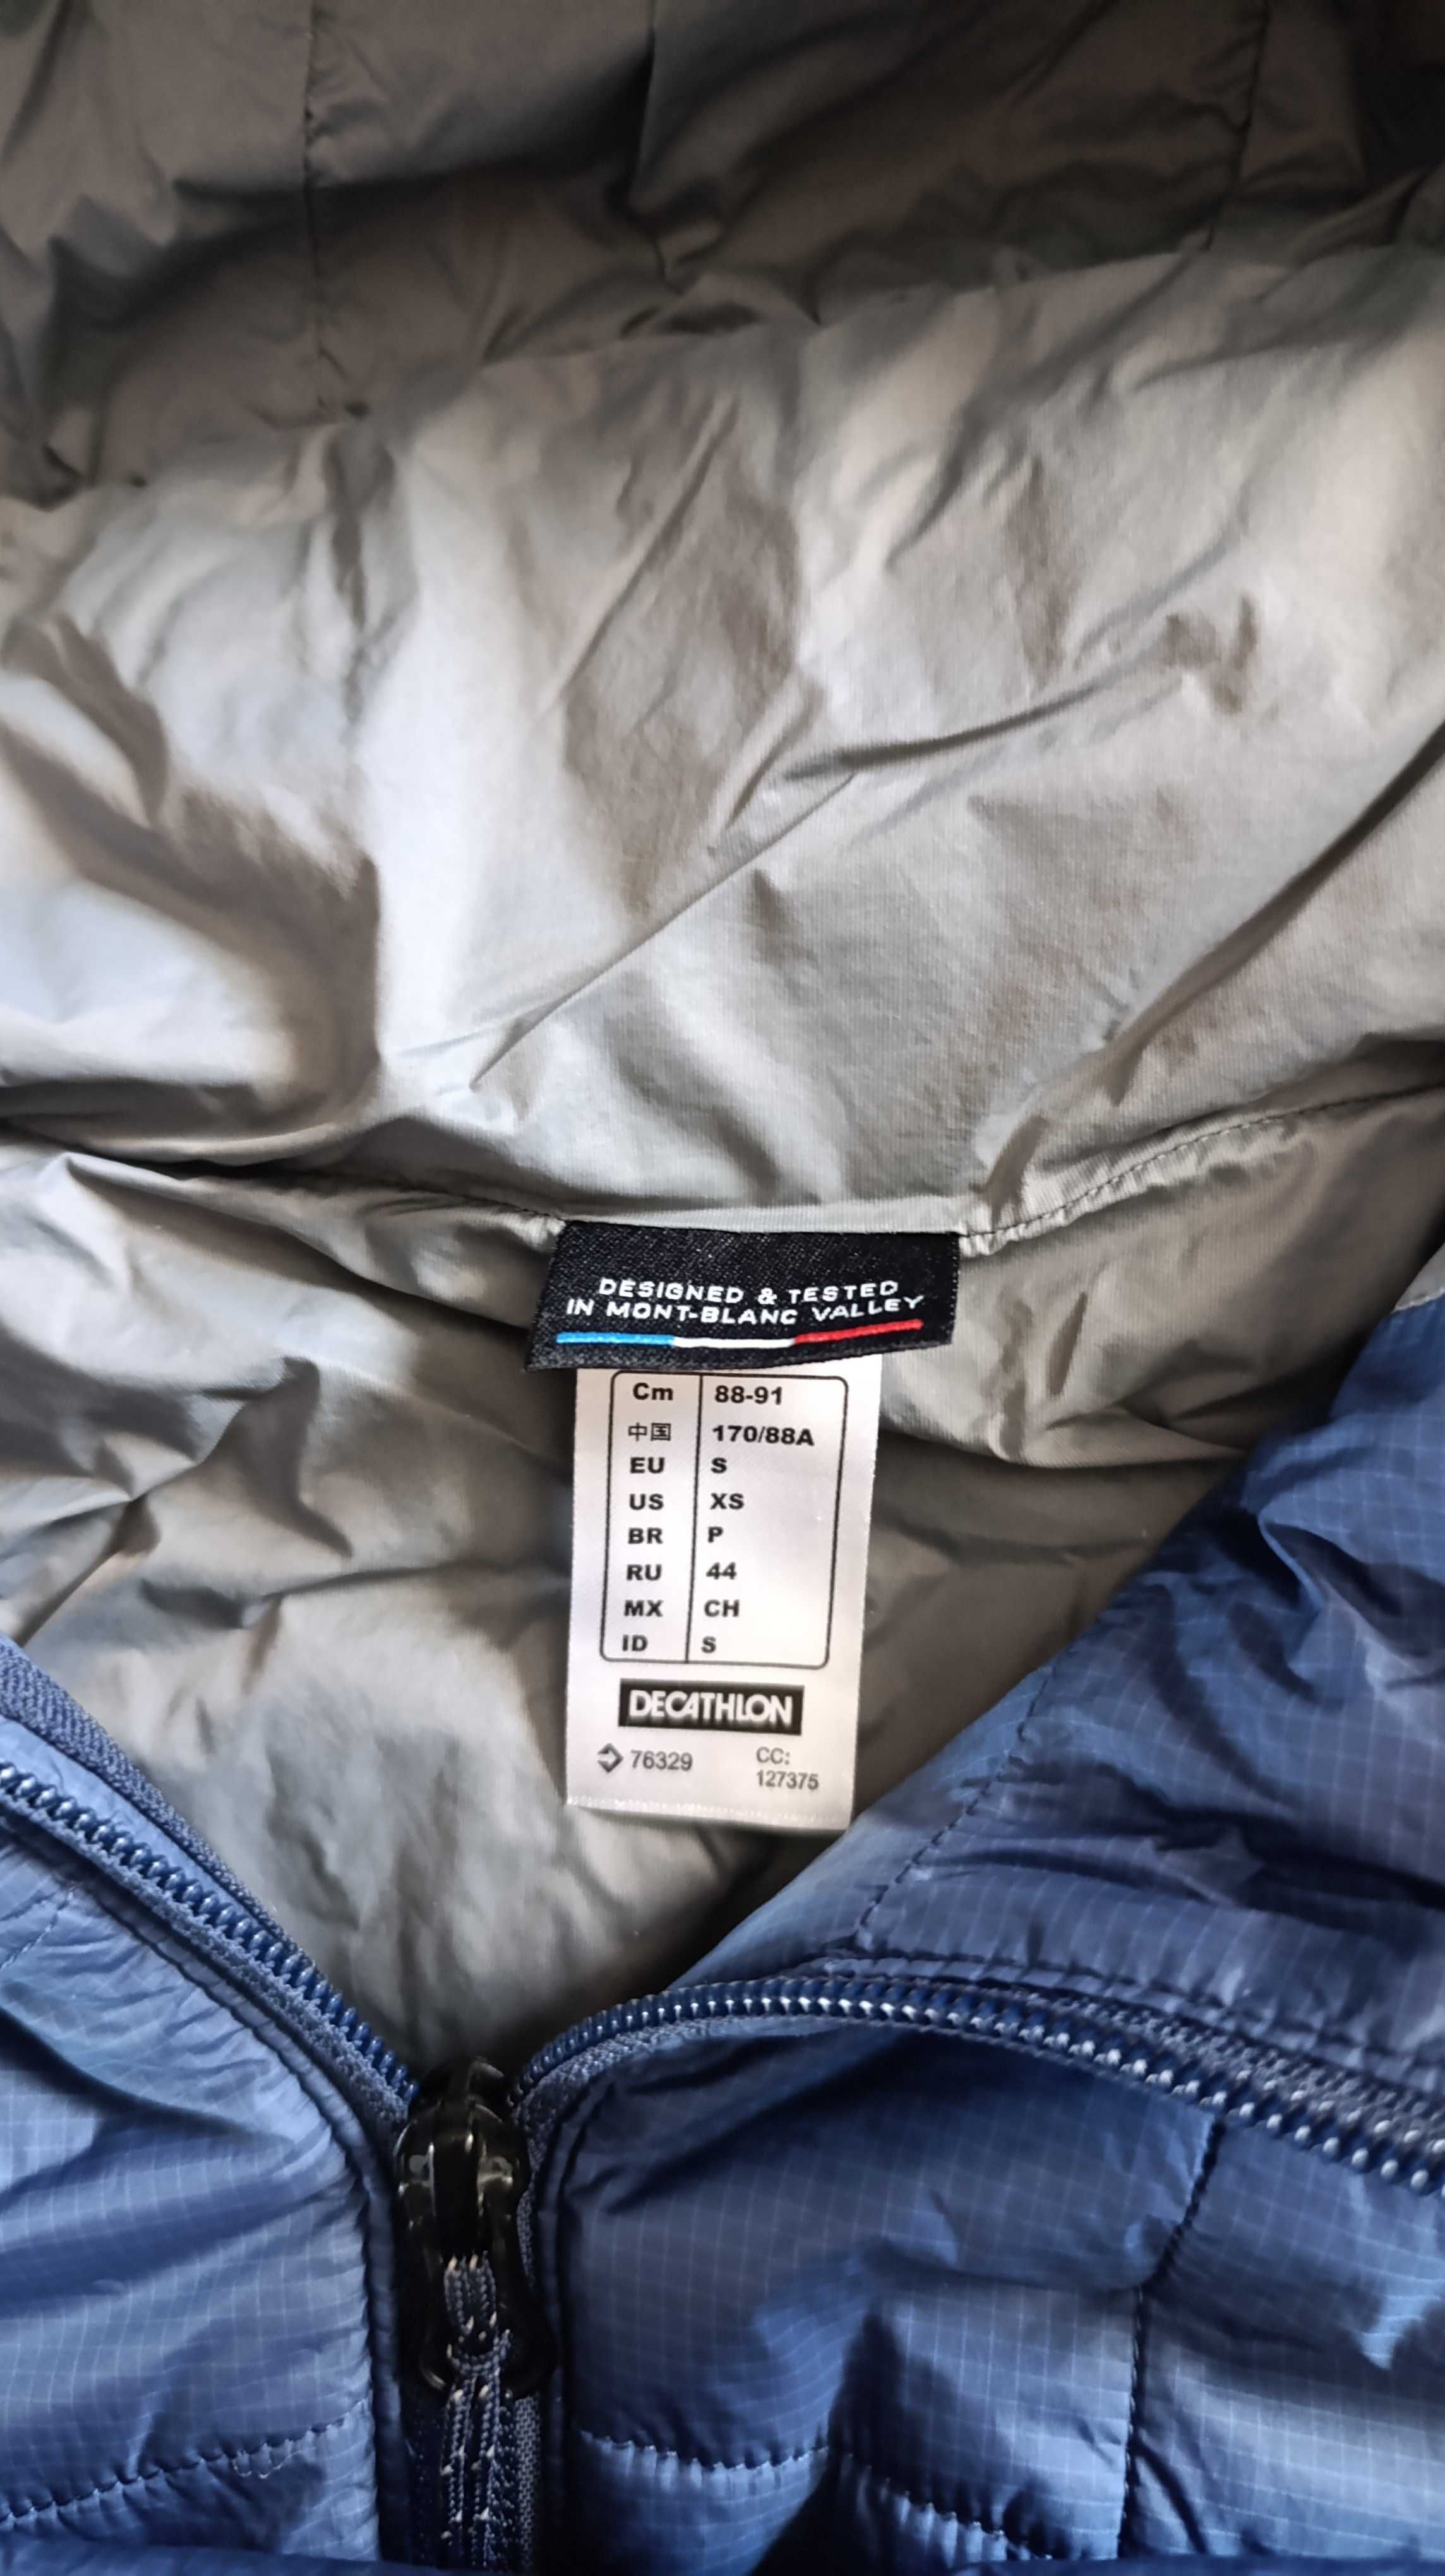 DESIGNED & TESTED
IN MONT-BLANC VALLEY
Cm 88-91
中国 170/88A
EU S
US XS
BR P
RU 44
MX CH
ID S
DECATHLON
76329 CC:
127375